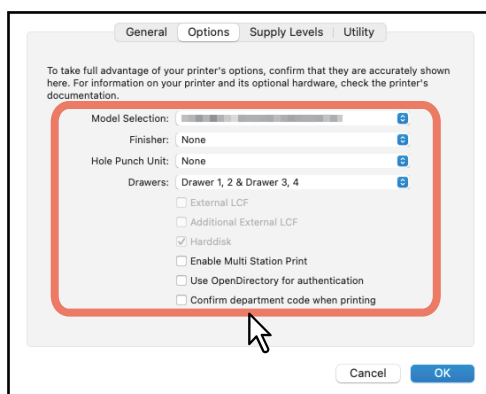 General Options Supply Levels Utility
To take full advantage of your printer's options, confirm that they are accurately shown
here. For information on your printer and its optional hardware, check the printer's
documentation.
Model Selection:
Finisher: None
Hole Punch Unit: None
Drawers: Drawer 1, 2 & Drawer 3, 4
External LCF
Additional External LCF
Harddisk
Enable Multi Station Print
Use OpenDirectory for authentication
Confirm department code when printing
Cancel OK